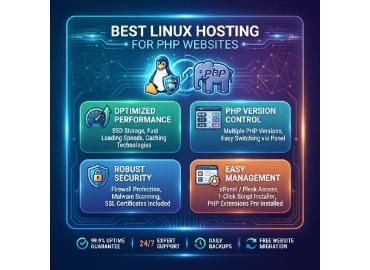 BEST LINUX HOSTING
FOR PHP WEBSITES
PHP
OPTIMIZED
PERFORMANCE
SSD Storage, Fast
Loading Speeds, Caching
Technologies
PHP VERSION
CONTROL
Multiple PHP Versions,
Easy Switching via Panel
ROBUST
SECURITY
Firewall Protection,
Malware Scanning,
SSL Certificates Included
EASY
MANAGEMENT
cPanel / Plesk Access,
1-Click Script Installer,
PHP Extensions Pre-installed
99.9% UPTIME
GUARANTEE
24/7
EXPERT
SUPPORT
DAILY
BACKUPS
FREE WEBSITE
MIGRATION